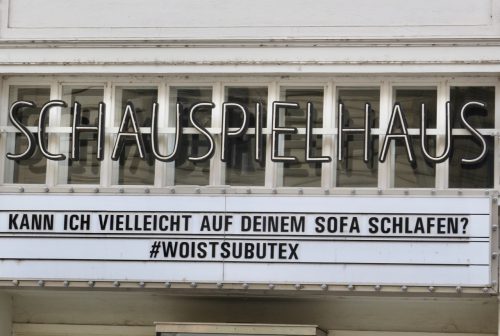 SCHAUSPIELHAUS
KANN ICH VIELLEICHT AUF DEINEM SOFA SCHLAFEN?
#WOISTSUBUTEX